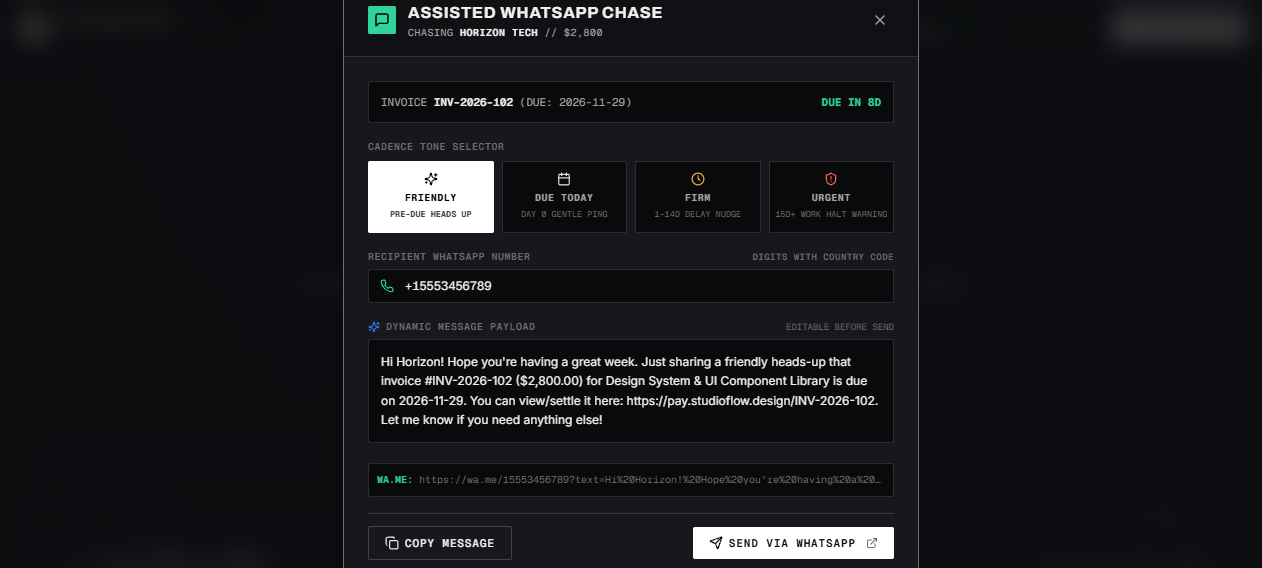 ASSISTED WHATSAPP CHASE
CHASING HORIZON TECH // $2,800
INVOICE INV-2026-102 (DUE: 2026-11-29)
DUE IN 8D
CADENCE TONE SELECTOR
FRIENDLY
PRE-DUE HEADS UP
DUE TODAY
DAY 0 GENTLE PING
FIRM
1-14D DELAY NUDGE
URGENT
15D+ WORK HALT WARNING
RECIPIENT WHATSAPP NUMBER
DIGITS WITH COUNTRY CODE
+15553456789
DYNAMIC MESSAGE PAYLOAD
EDITABLE BEFORE SEND
Hi Horizon! Hope you're having a great week. Just sharing a friendly heads-up that
invoice #INV-2026-102 ($2,800.00) for Design System & UI Component Library is due
on 2026-11-29. You can view/settle it here: https://pay.studioflow.design/INV-2026-102.
Let me know if you need anything else!
WA.ME: https://wa.me/15553456789?text=Hi%20Horizon!%20Hope%20you're%20having%20a%20…
COPY MESSAGE
SEND VIA WHATSAPP